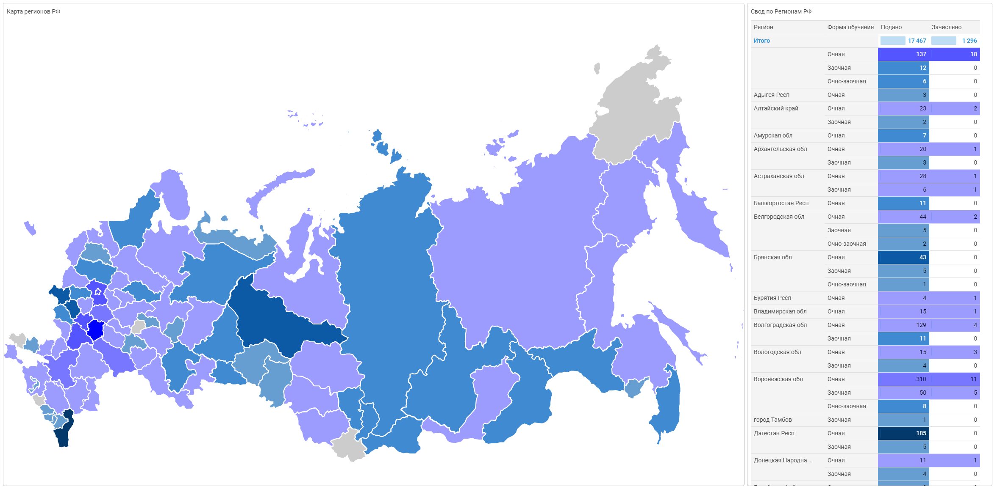 Карта регионов РФ
Свод по Регионам РФ
Регион Форма обучения Подано Зачислено
Итого 17 467 1 296
Очная 137 18
Заочная 12 0
Очно-заочная 6 0
Адыгея Респ Очная 3 0
Алтайский край Очная 23 2
Заочная 2 0
Амурская обл Очная 7 0
Архангельская обл Очная 20 1
Заочная 3 0
Астраханская обл Очная 28 1
Заочная 6 1
Башкортостан Респ Очная 11 0
Белгородская обл Очная 44 2
Заочная 5 0
Очно-заочная 2 0
Брянская обл Очная 43 0
Заочная 5 0
Очно-заочная 1 0
Бурятия Респ Очная 4 1
Владимирская обл Очная 15 1
Волгоградская обл Очная 129 4
Заочная 11 0
Вологодская обл Очная 15 3
Заочная 4 0
Воронежская обл Очная 310 11
Заочная 50 5
Очно-заочная 8 0
город Тамбов Заочная 1 0
Дагестан Респ Очная 185 0
Заочная 5 0
Донецкая Народна... Очная 11 1
Заочная 4 0